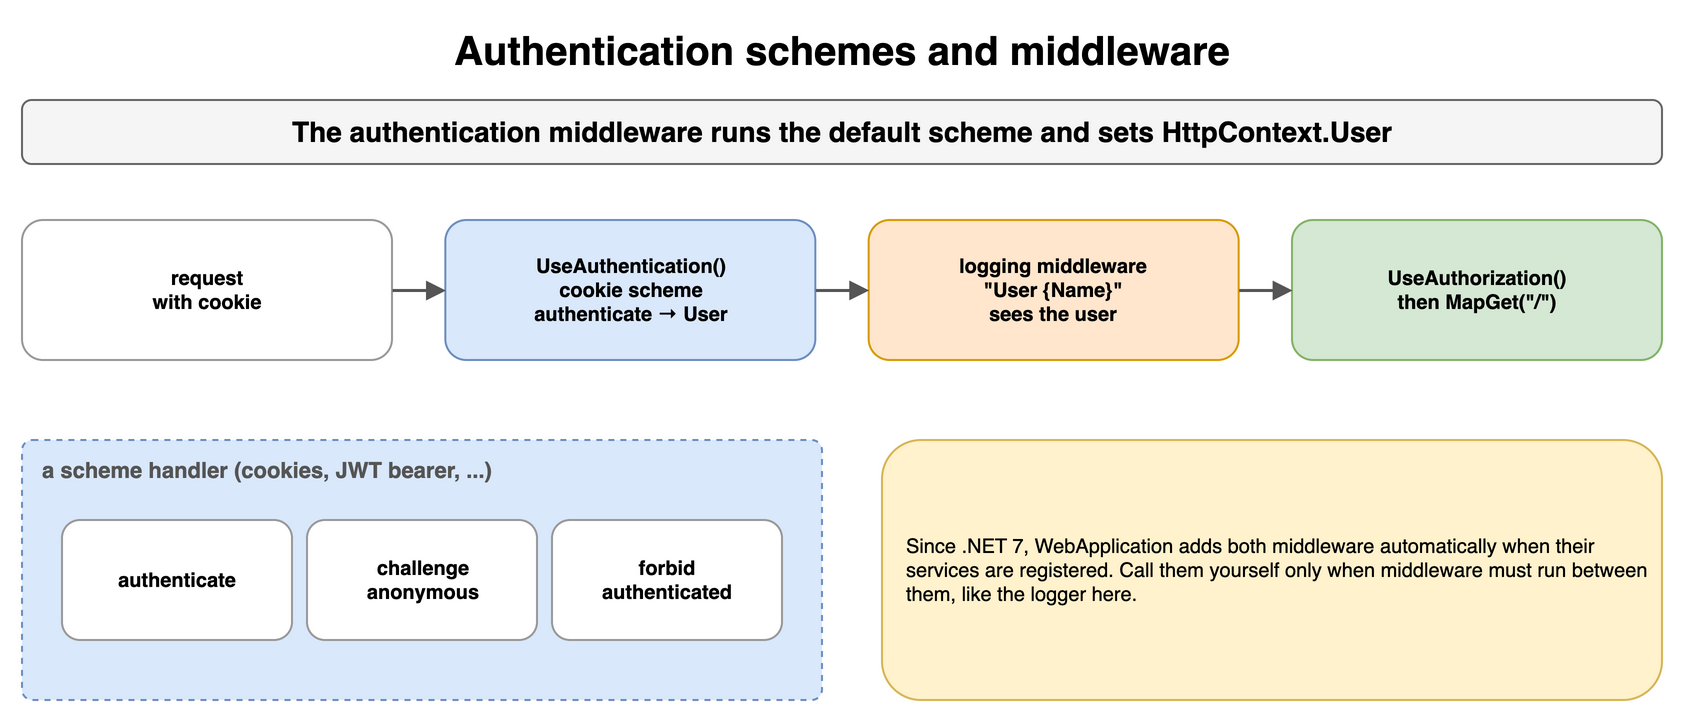 Authentication schemes and middleware
The authentication middleware runs the default scheme and sets HttpContext.User
request
with cookie
UseAuthentication()
cookie scheme
authenticate → User
logging middleware
"User {Name}"
sees the user
UseAuthorization()
then MapGet("/")
a scheme handler (cookies, JWT bearer, ...)
authenticate
challenge
anonymous
forbid
authenticated
Since .NET 7, WebApplication adds both middleware automatically when their
services are registered. Call them yourself only when middleware must run between
them, like the logger here.